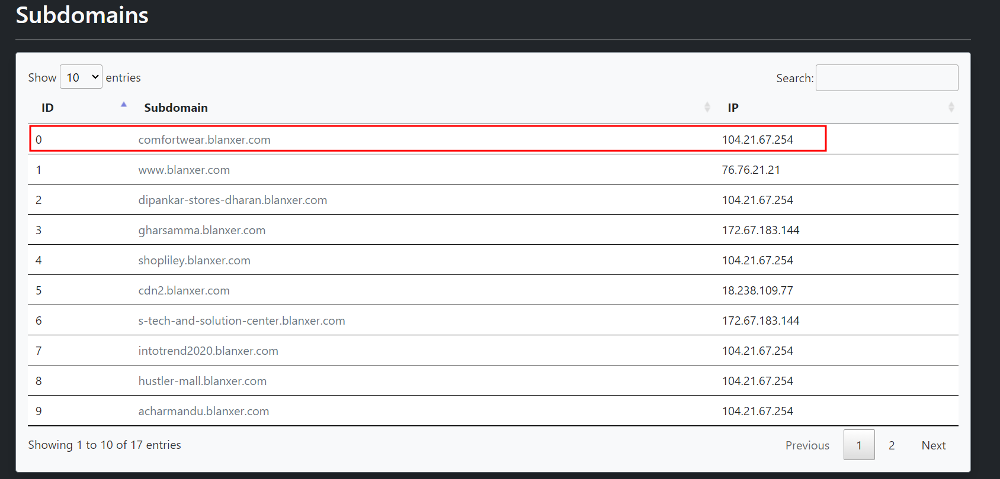 Subdomains
Show 10 entries Search:
ID Subdomain IP
0 comfortwear.blanxer.com 104.21.67.254
1 www.blanxer.com 76.76.21.21
2 dipankar-stores-dharan.blanxer.com 104.21.67.254
3 gharsamma.blanxer.com 172.67.183.144
4 shopliley.blanxer.com 104.21.67.254
5 cdn2.blanxer.com 18.238.109.77
6 s-tech-and-solution-center.blanxer.com 172.67.183.144
7 intotrend2020.blanxer.com 104.21.67.254
8 hustler-mall.blanxer.com 104.21.67.254
9 acharmandu.blanxer.com 104.21.67.254
Showing 1 to 10 of 17 entries Previous 1 2 Next